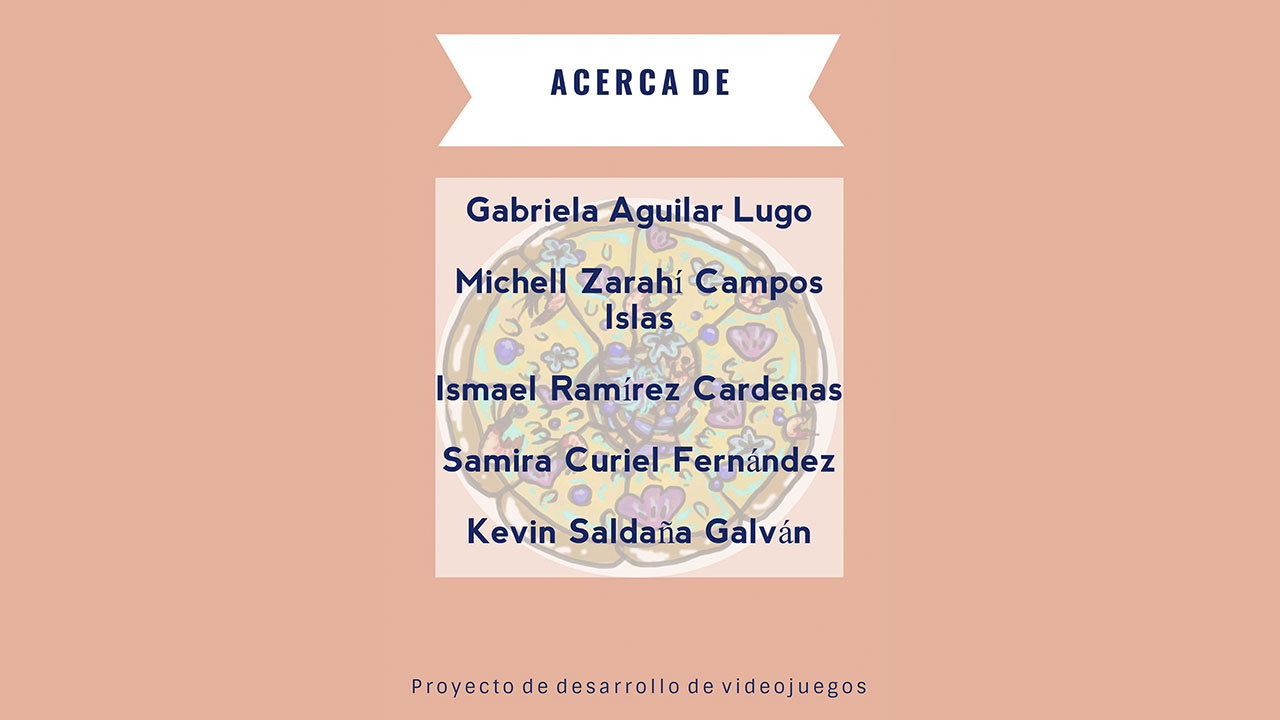 ACERCA DE
Gabriela Aguilar Lugo
Michell Zarahí Campos
Islas
Ismael Ramírez Cardenas
Samira Curiel Fernández
Kevin Saldaña Galván
Proyecto de desarrollo de videojuegos